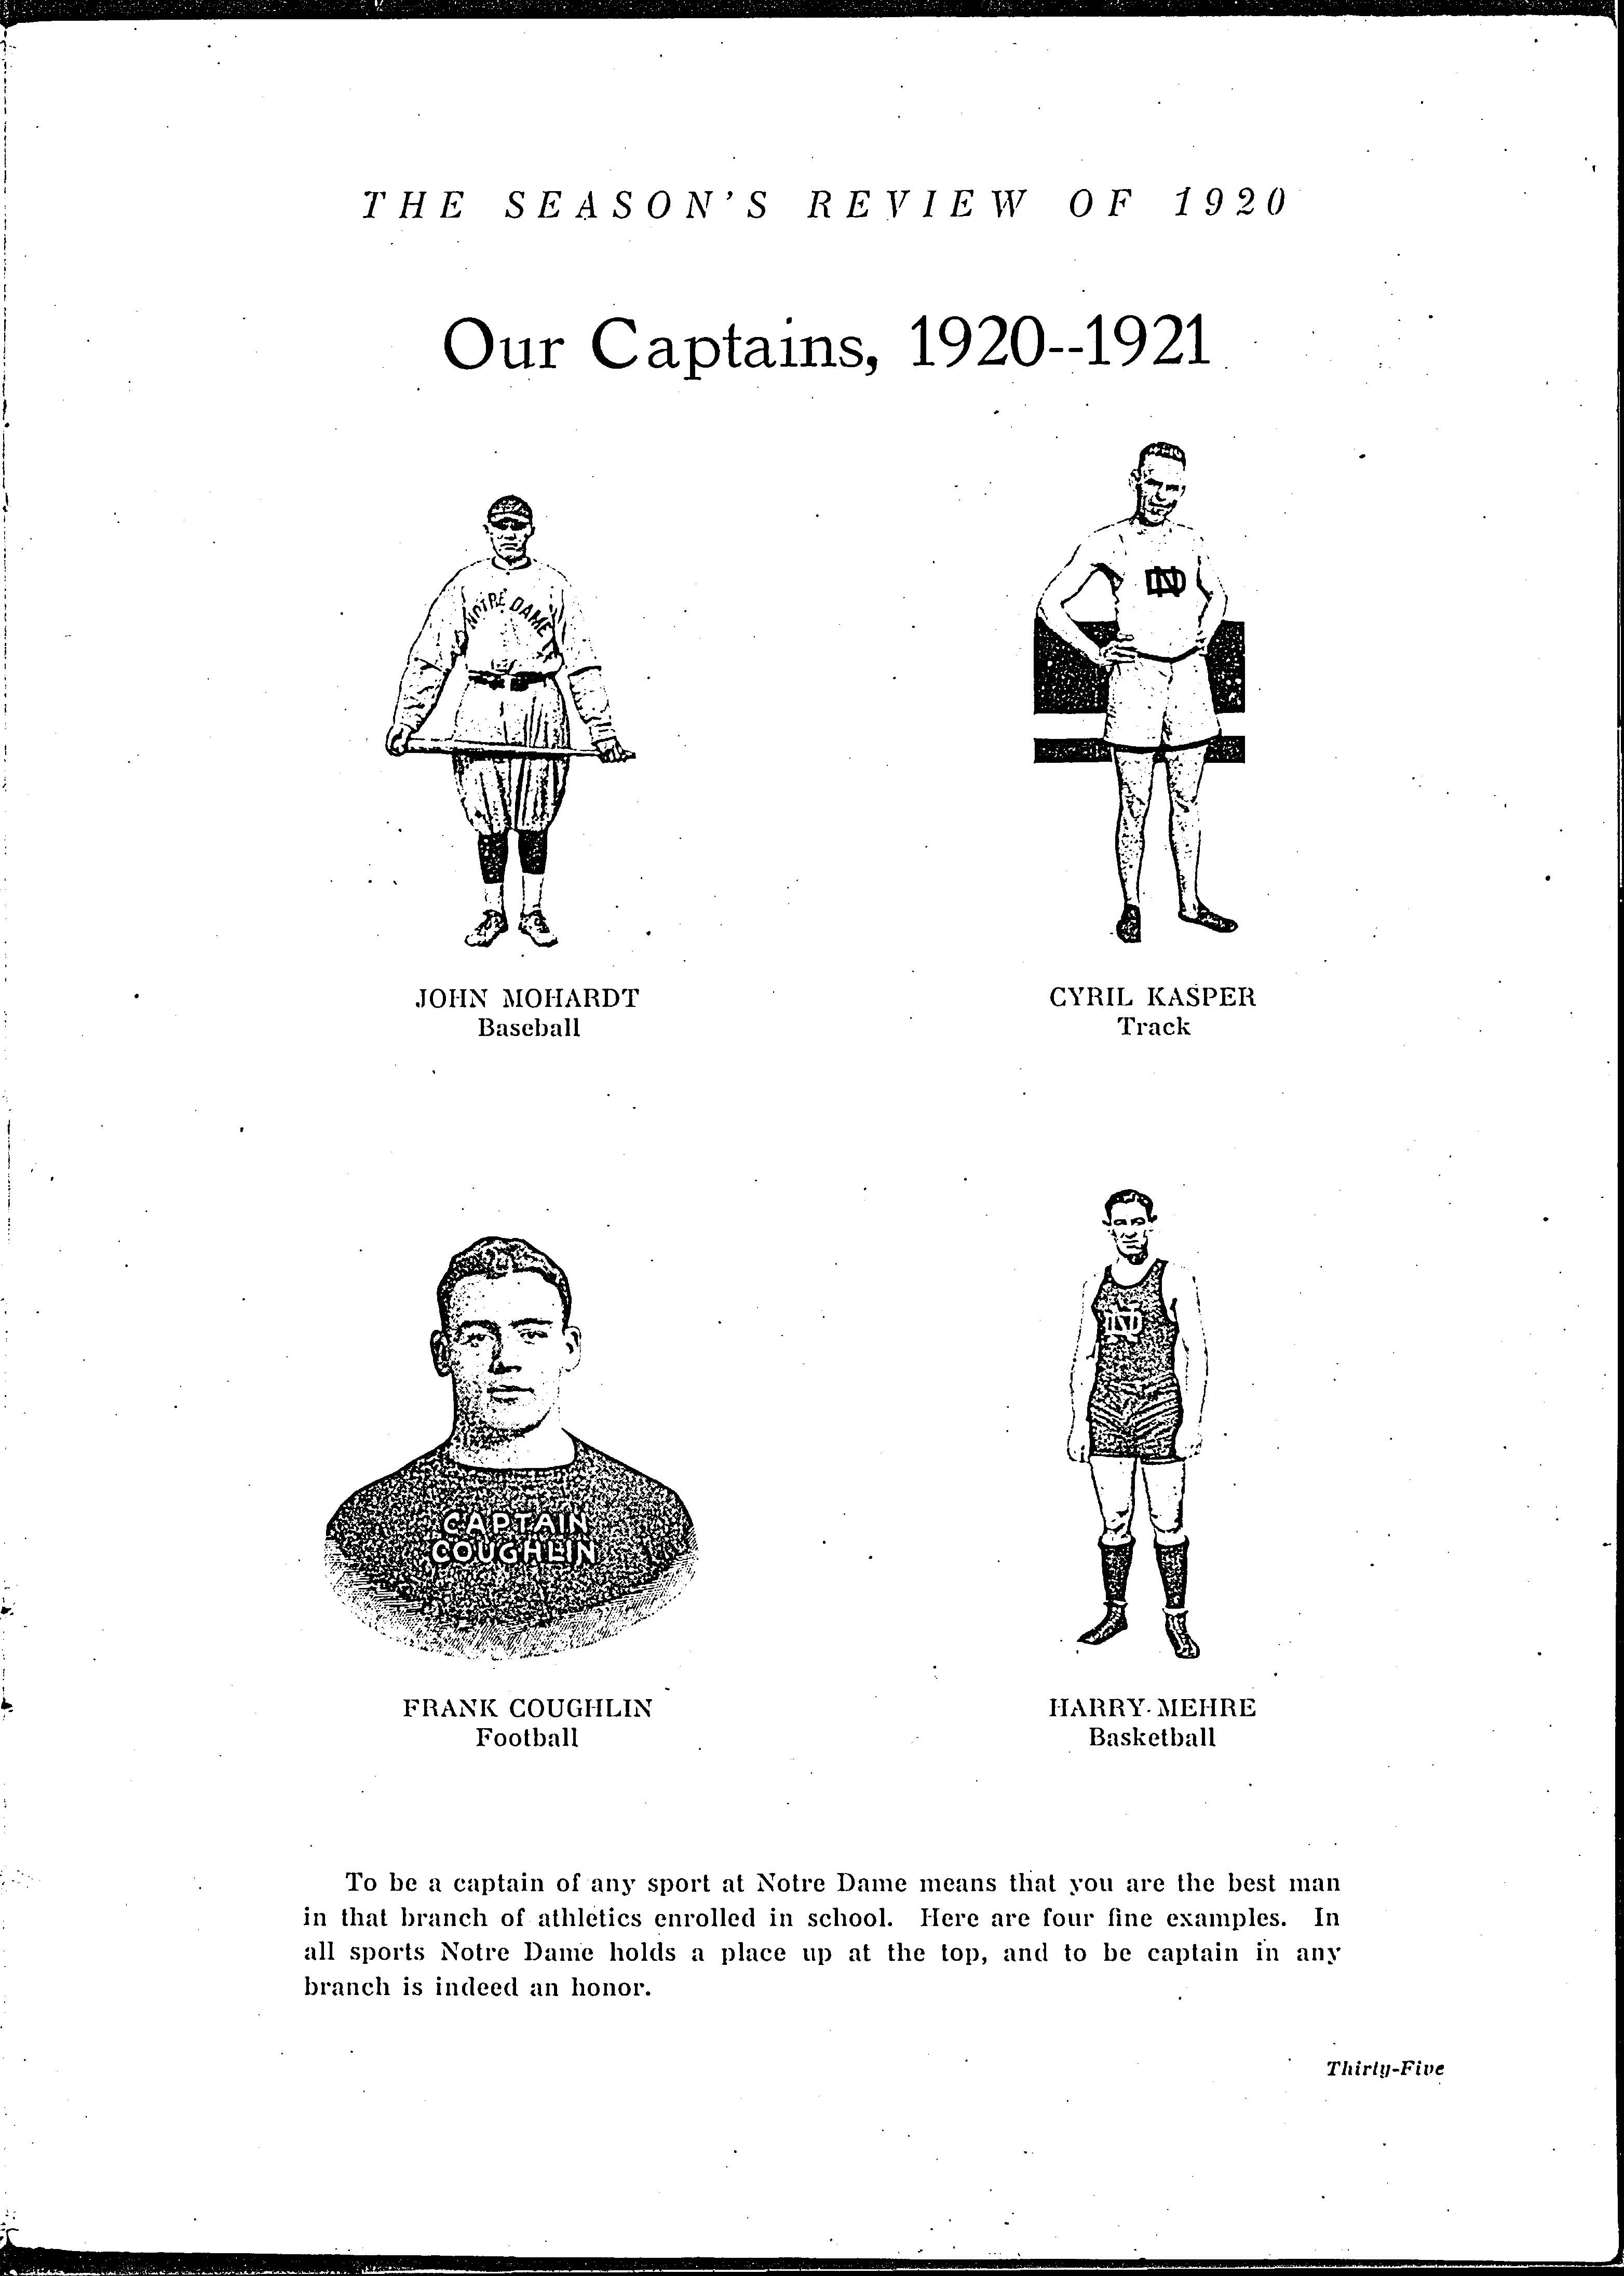 THE SEASON'S REVIEW OF 1920
Our Captains, 1920--1921
NOTRE DAME
ND
JOHN MOHARDT
Baseball
CYRIL KASPER
Track
CAPTAIN
COUGHLIN
ND
FRANK COUGHLIN
Football
HARRY MEHRE
Basketball
To be a captain of any sport at Notre Dame means that you are the best man
in that branch of athletics enrolled in school. Here are four fine examples. In
all sports Notre Dame holds a place up at the top, and to be captain in any
branch is indeed an honor.
Thirty-Five